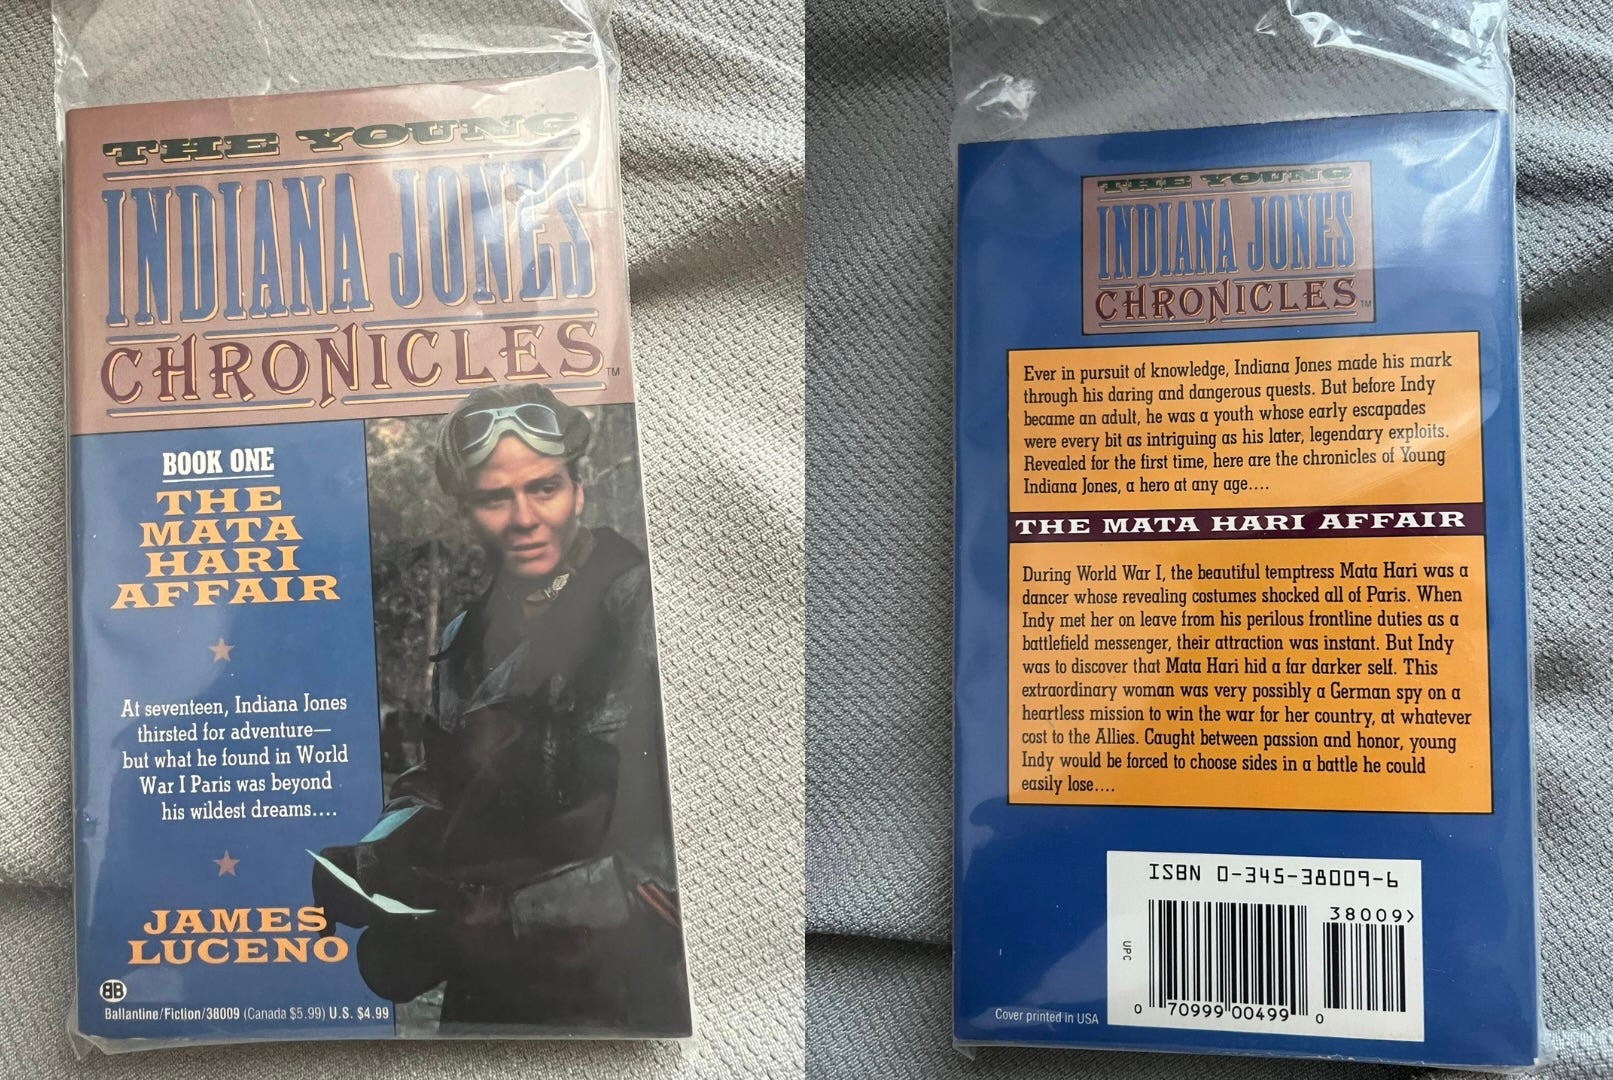 THE YOUNG
INDIANA JONES
CHRONICLES™
BOOK ONE
THE
MATA
HARI
AFFAIR
At seventeen, Indiana Jones
thirsted for adventure—
but what he found in World
War I Paris was beyond
his wildest dreams....
JAMES
LUCENO
BB
Ballantine/Fiction/38009 (Canada $5.99) U.S. $4.99
THE YOUNG
INDIANA JONES
CHRONICLES™
Ever in pursuit of knowledge, Indiana Jones made his mark
through his daring and dangerous quests. But before Indy
became an adult, he was a youth whose early escapades
were every bit as intriguing as his later, legendary exploits.
Revealed for the first time, here are the chronicles of Young
Indiana Jones, a hero at any age....
THE MATA HARI AFFAIR
During World War I, the beautiful temptress Mata Hari was a
dancer whose revealing costumes shocked all of Paris. When
Indy met her on leave from his perilous frontline duties as a
battlefield messenger, their attraction was instant. But Indy
was to discover that Mata Hari hid a far darker self. This
extraordinary woman was very possibly a German spy on a
heartless mission to win the war for her country, at whatever
cost to the Allies. Caught between passion and honor, young
Indy would be forced to choose sides in a battle he could
easily lose....
ISBN 0-345-38009-6
38009>
UPC
0 70999 00499 0
Cover printed in USA